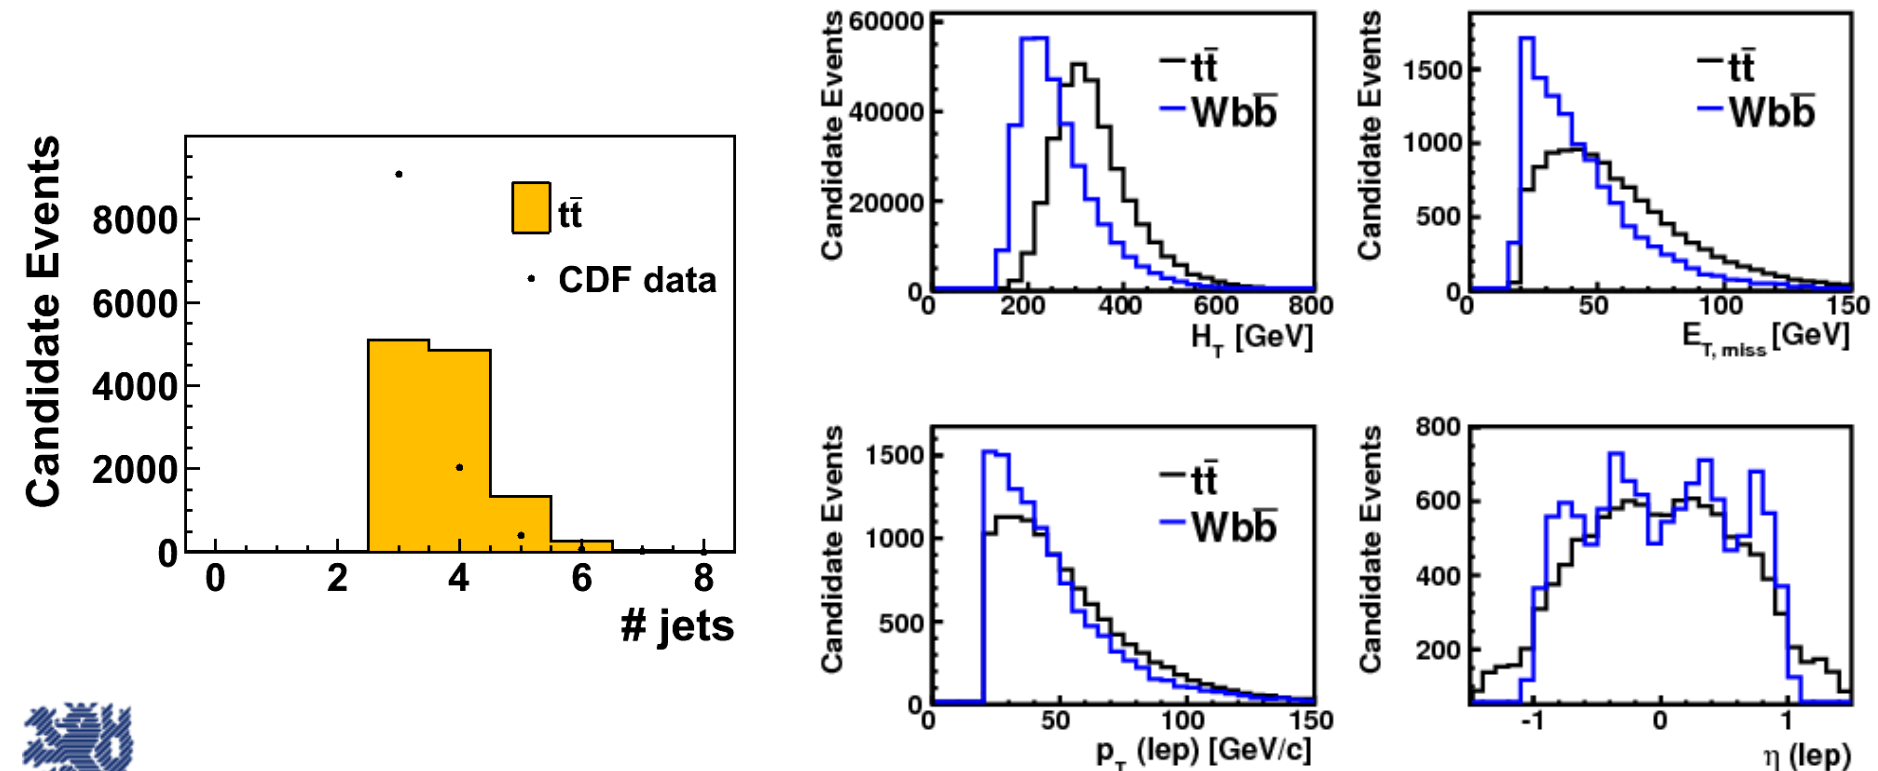 Candidate Events
8000
6000
4000
2000
0
tt̄
CDF data
0 2 4 6 8
# jets
Candidate Events
60000
40000
20000
0
tt̄
Wbb̄
0 200 400 600 800
H_T [GeV]
Candidate Events
1500
1000
500
0
tt̄
Wbb̄
0 50 100 150
E_T, miss [GeV]
Candidate Events
1500
1000
500
0
tt̄
Wbb̄
0 50 100 150
p_T (lep) [GeV/c]
Candidate Events
800
600
400
200
-1 0 1
η (lep)